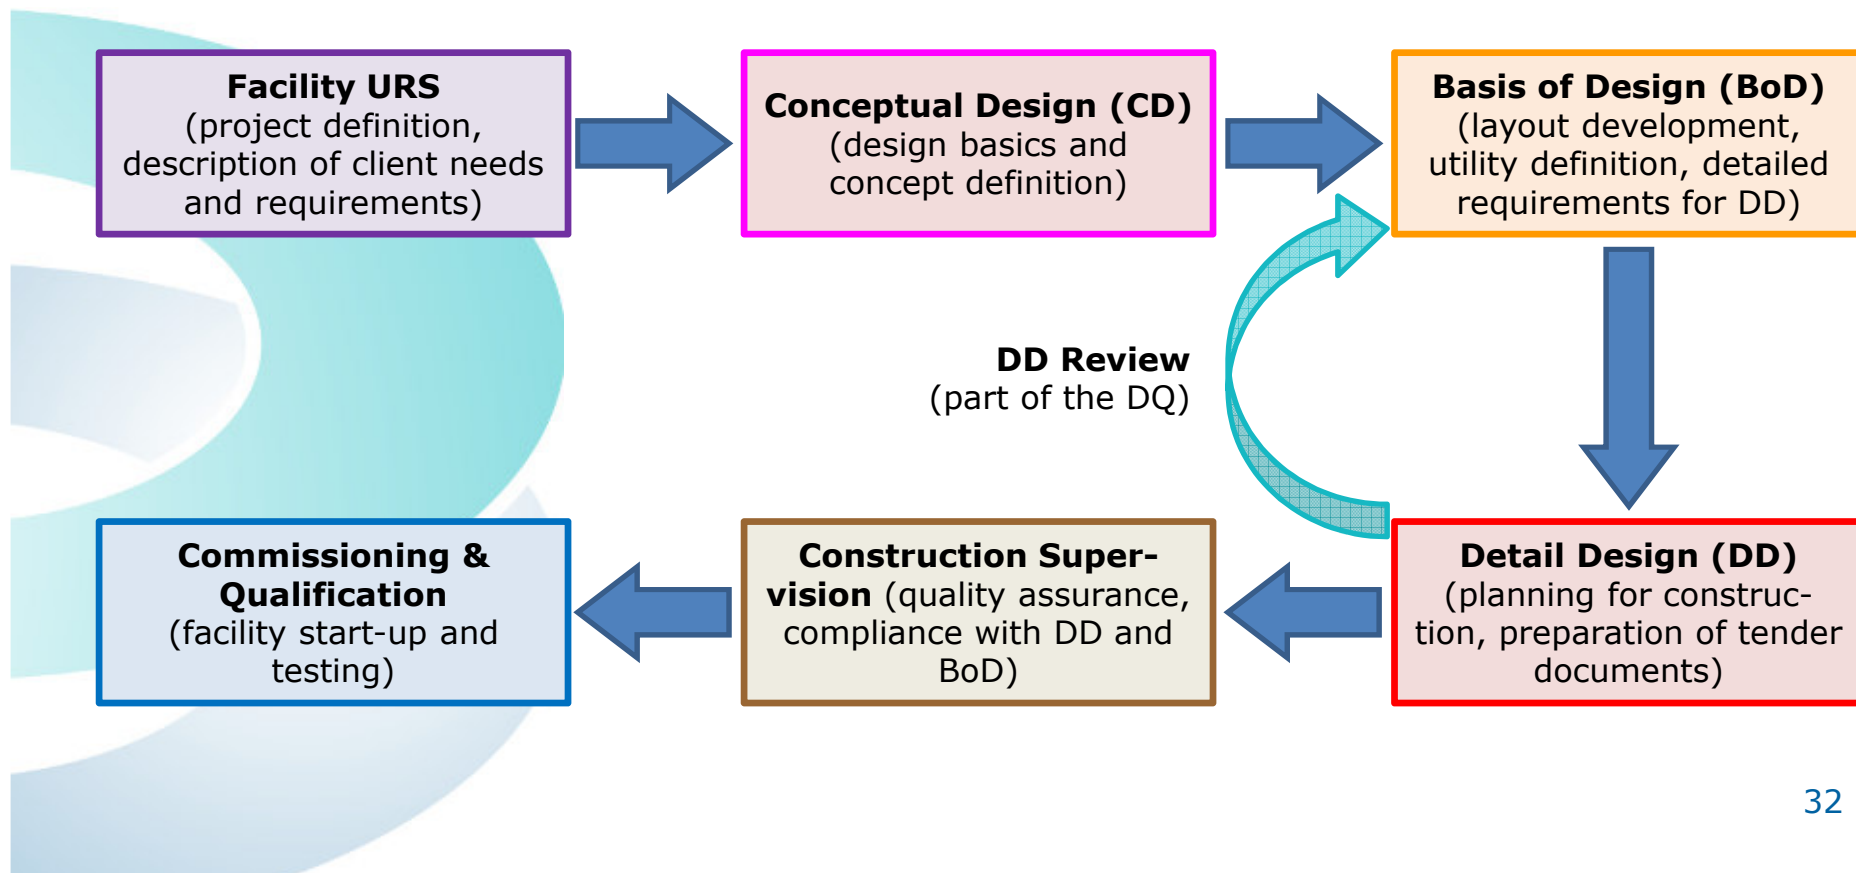 Facility URS
(project definition,
description of client needs
and requirements)
Conceptual Design (CD)
(design basics and
concept definition)
Basis of Design (BoD)
(layout development,
utility definition, detailed
requirements for DD)
DD Review
(part of the DQ)
Commissioning &
Qualification
(facility start-up and
testing)
Construction Super-
vision (quality assurance,
compliance with DD and
BoD)
Detail Design (DD)
(planning for construc-
tion, preparation of tender
documents)
32